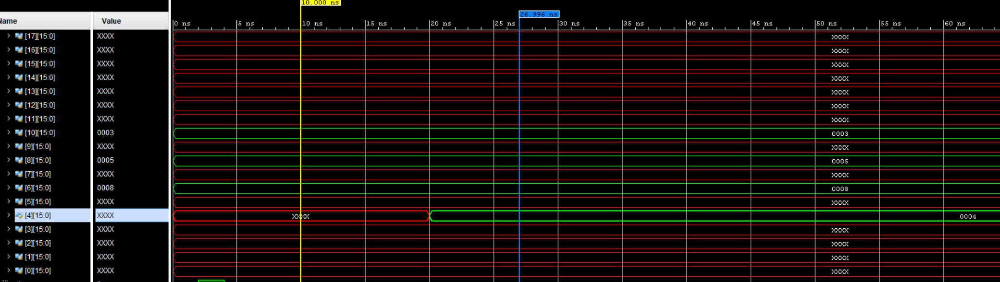 10.000 ns
26.996 ns
Name Value 0 ns 5 ns 10 ns 15 ns 20 ns 25 ns 30 ns 35 ns 40 ns 45 ns 50 ns 55 ns 60 ns
[17][15:0] XXXX XXXX
[16][15:0] XXXX XXXX
[15][15:0] XXXX XXXX
[14][15:0] XXXX XXXX
[13][15:0] XXXX XXXX
[12][15:0] XXXX XXXX
[11][15:0] XXXX XXXX
[10][15:0] 0003 0003
[9][15:0] XXXX XXXX
[8][15:0] 0005 0005
[7][15:0] XXXX XXXX
[6][15:0] 0008 0008
[5][15:0] XXXX XXXX
[4][15:0] XXXX XXXX 0004
[3][15:0] XXXX XXXX
[2][15:0] XXXX XXXX
[1][15:0] XXXX XXXX
[0][15:0] XXXX XXXX